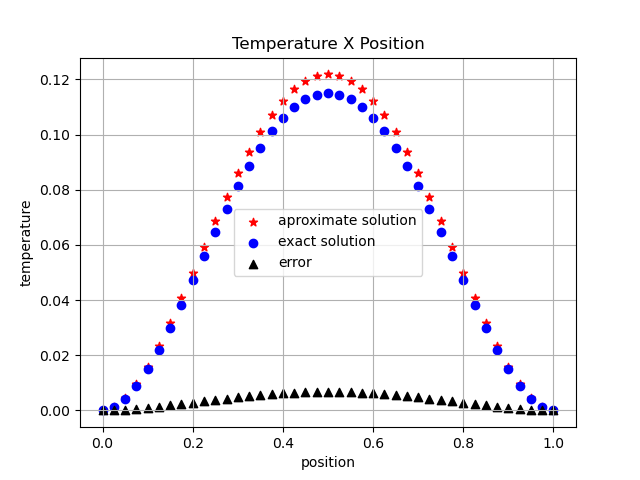 Temperature X Position
0.12
0.10
0.08
0.06
0.04
0.02
0.00
temperature
aproximate solution
exact solution
error
0.0 0.2 0.4 0.6 0.8 1.0
position